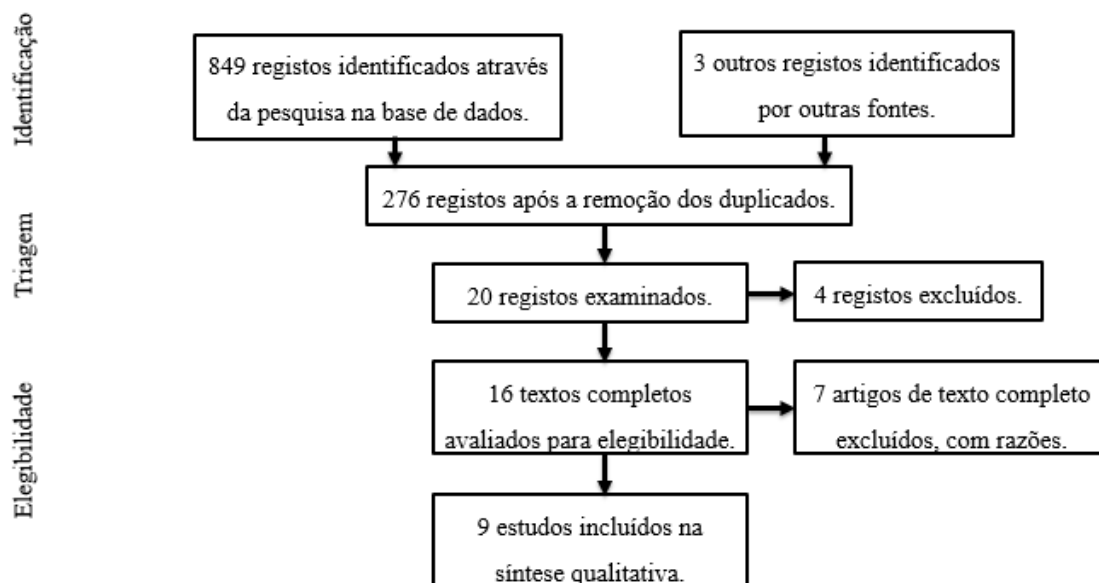 Identificação
849 registos identificados através
da pesquisa na base de dados.
3 outros registos identificados
por outras fontes.
276 registos após a remoção dos duplicados.
Triagem
20 registos examinados.
4 registos excluídos.
Elegibilidade
16 textos completos
avaliados para elegibilidade.
7 artigos de texto completo
excluídos, com razões.
9 estudos incluídos na
síntese qualitativa.